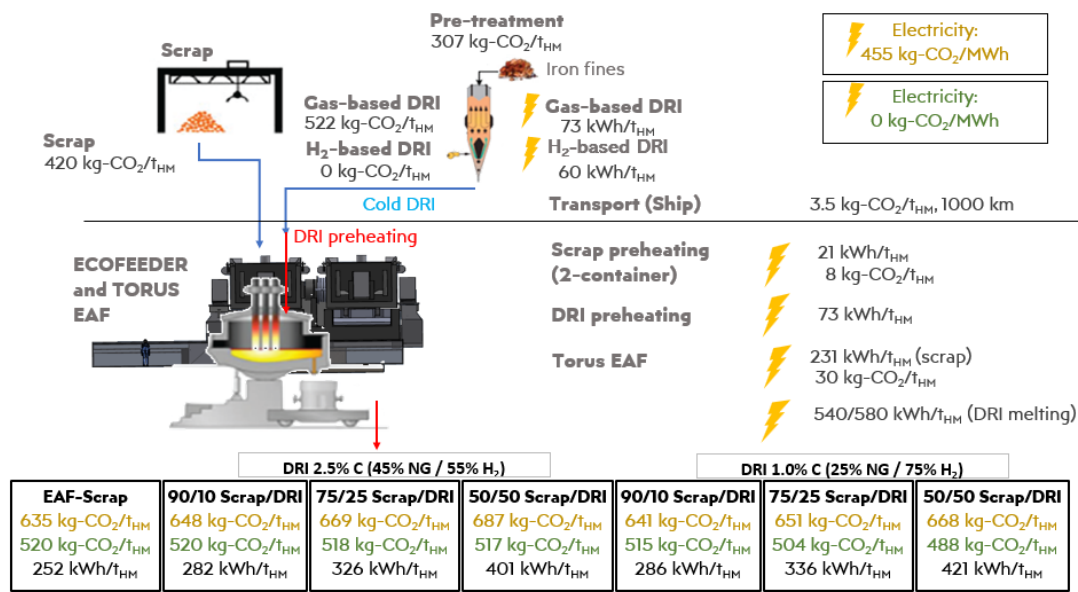 Pre-treatment
307 kg-CO₂/tHM
Iron fines
Scrap
Scrap
420 kg-CO₂/tHM
Gas-based DRI
522 kg-CO₂/tHM
H₂-based DRI
0 kg-CO₂/tHM
Gas-based DRI
73 kWh/tHM
H₂-based DRI
60 kWh/tHM
Electricity:
455 kg-CO₂/MWh
Electricity:
0 kg-CO₂/MWh
Cold DRI
Transport (Ship)
3.5 kg-CO₂/tHM, 1000 km
DRI preheating
ECOFEEDER
and TORUS
EAF
Scrap preheating
(2-container)
21 kWh/tHM
8 kg-CO₂/tHM
DRI preheating
73 kWh/tHM
Torus EAF
231 kWh/tHM (scrap)
30 kg-CO₂/tHM
540/580 kWh/tHM (DRI melting)
DRI 2.5% C (45% NG / 55% H₂)
DRI 1.0% C (25% NG / 75% H₂)
EAF-Scrap
635 kg-CO₂/tHM
520 kg-CO₂/tHM
252 kWh/tHM
90/10 Scrap/DRI
648 kg-CO₂/tHM
520 kg-CO₂/tHM
282 kWh/tHM
75/25 Scrap/DRI
669 kg-CO₂/tHM
518 kg-CO₂/tHM
326 kWh/tHM
50/50 Scrap/DRI
687 kg-CO₂/tHM
517 kg-CO₂/tHM
401 kWh/tHM
90/10 Scrap/DRI
641 kg-CO₂/tHM
515 kg-CO₂/tHM
286 kWh/tHM
75/25 Scrap/DRI
651 kg-CO₂/tHM
504 kg-CO₂/tHM
336 kWh/tHM
50/50 Scrap/DRI
668 kg-CO₂/tHM
488 kg-CO₂/tHM
421 kWh/tHM